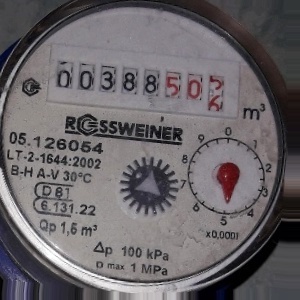 00388502
m³
ROSSWEINER
05.126054
LT-2-1644:2002
B-H A-V 30°C
D 81
6.131.22
Qp 1,5 m³
Δp 100 kPa
p max 1 MPa
0
1
2
3
4
5
6
7
8
9
x0,0001